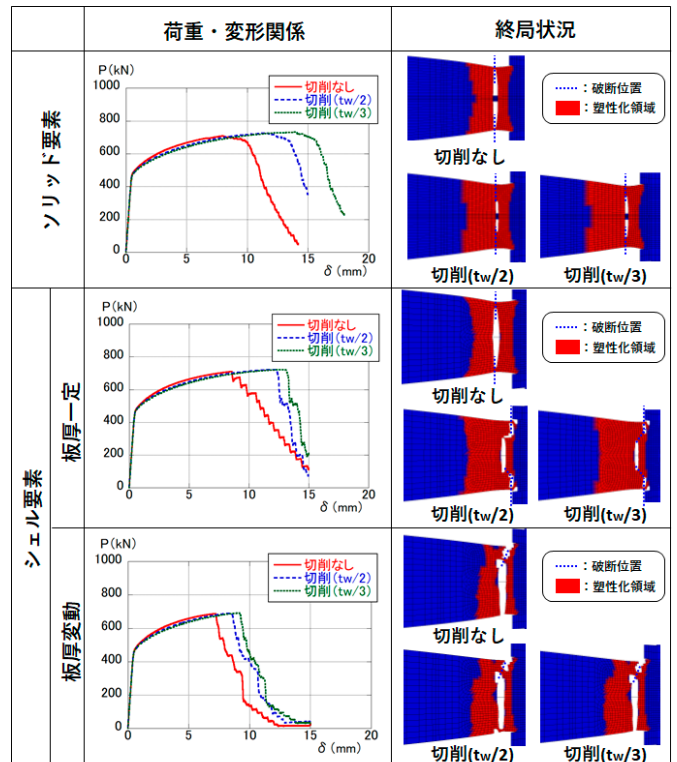 荷重・変形関係
終局状況
ソリッド要素
P(kN)
1000
800
600
400
200
0
0 5 10 15 20
δ (mm)
切削なし
切削(tw/2)
切削(tw/3)
切削なし
:破断位置
:塑性化領域
切削(tw/2)
切削(tw/3)
シェル要素
板厚一定
P(kN)
1000
800
600
400
200
0
0 5 10 15 20
δ (mm)
切削なし
切削(tw/2)
切削(tw/3)
切削なし
:破断位置
:塑性化領域
切削(tw/2)
切削(tw/3)
板厚変動
P(kN)
1000
800
600
400
200
0
0 5 10 15 20
δ (mm)
切削なし
切削(tw/2)
切削(tw/3)
切削なし
:破断位置
:塑性化領域
切削(tw/2)
切削(tw/3)